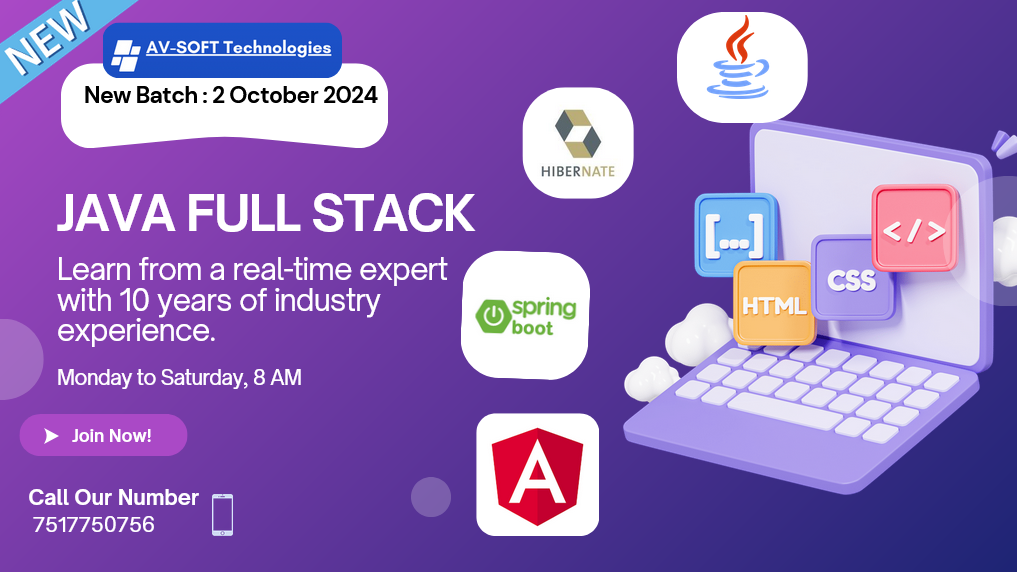 NEW
AV-SOFT Technologies
New Batch : 2 October 2024
JAVA FULL STACK
Learn from a real-time expert
with 10 years of industry
experience.
Monday to Saturday, 8 AM
Join Now!
Call Our Number
7517750756
HIBERNATE
spring
boot
A
[...]
</>
CSS
HTML